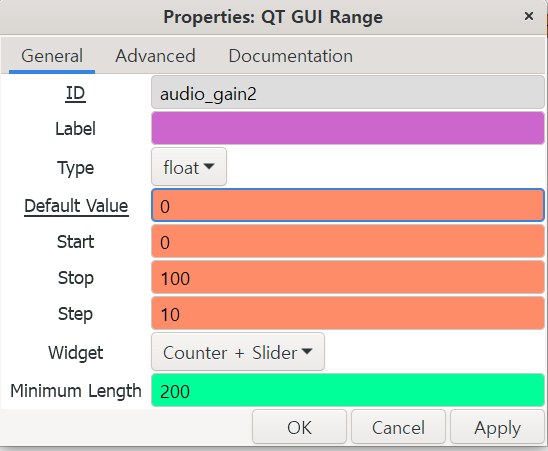 Properties: QT GUI Range ×
General Advanced Documentation
ID audio_gain2
Label
Type float
Default Value 0
Start 0
Stop 100
Step 10
Widget Counter + Slider
Minimum Length 200
OK Cancel Apply